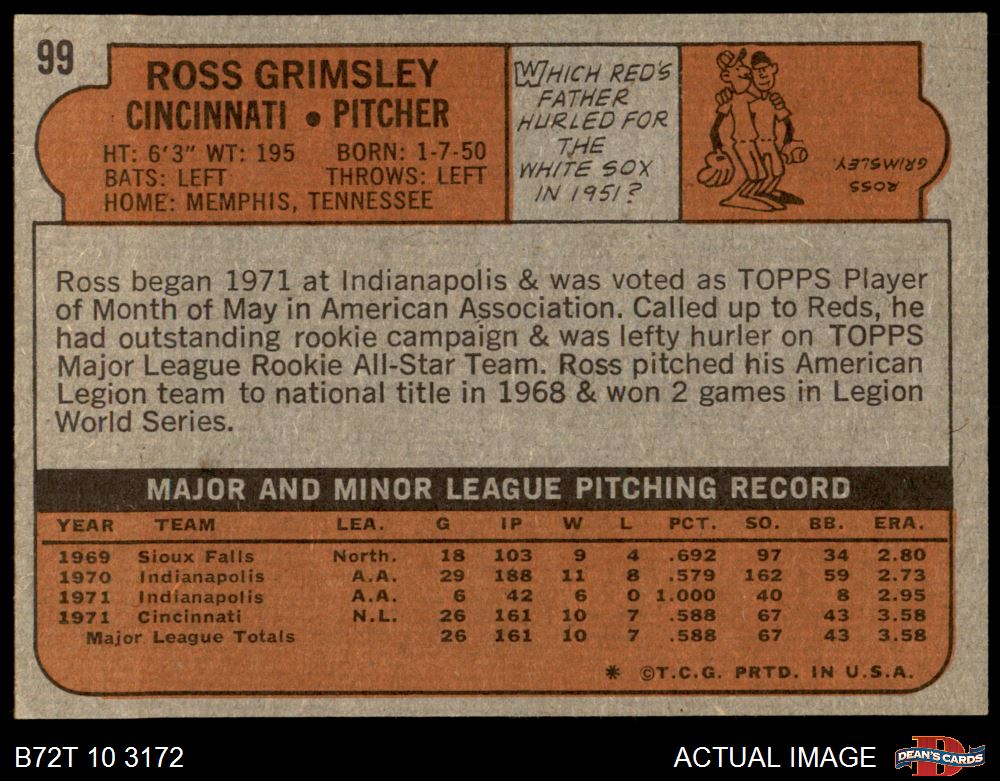 99
ROSS GRIMSLEY
CINCINNATI • PITCHER
HT: 6'3" WT: 195 BORN: 1-7-50
BATS: LEFT THROWS: LEFT
HOME: MEMPHIS, TENNESSEE
WHICH RED'S
FATHER
HURLED FOR
THE
WHITE SOX
IN 1951?
ROSS
GRIMSLEY
Ross began 1971 at Indianapolis & was voted as TOPPS Player
of Month of May in American Association. Called up to Reds, he
had outstanding rookie campaign & was lefty hurler on TOPPS
Major League Rookie All-Star Team. Ross pitched his American
Legion team to national title in 1968 & won 2 games in Legion
World Series.
MAJOR AND MINOR LEAGUE PITCHING RECORD
YEAR TEAM LEA. G IP W L PCT. SO. BB. ERA.
1969 Sioux Falls North. 18 103 9 4 .692 97 34 2.80
1970 Indianapolis A.A. 29 188 11 8 .579 162 59 2.73
1971 Indianapolis A.A. 6 42 6 0 1.000 40 8 2.95
1971 Cincinnati N.L. 26 161 10 7 .588 67 43 3.58
Major League Totals 26 161 10 7 .588 67 43 3.58
* ©T.C.G. PRTD. IN U.S.A.
B72T 10 3172 ACTUAL IMAGE
D
DEAN'S CARDS